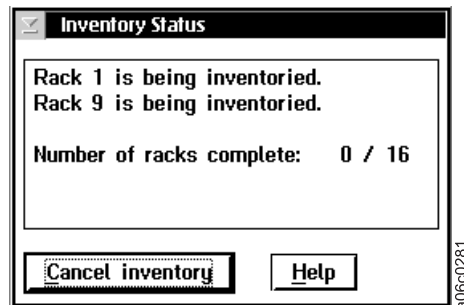 Inventory Status
Rack 1 is being inventoried.
Rack 9 is being inventoried.
Number of racks complete: 0 / 16
Cancel inventory
Help
a06c0281